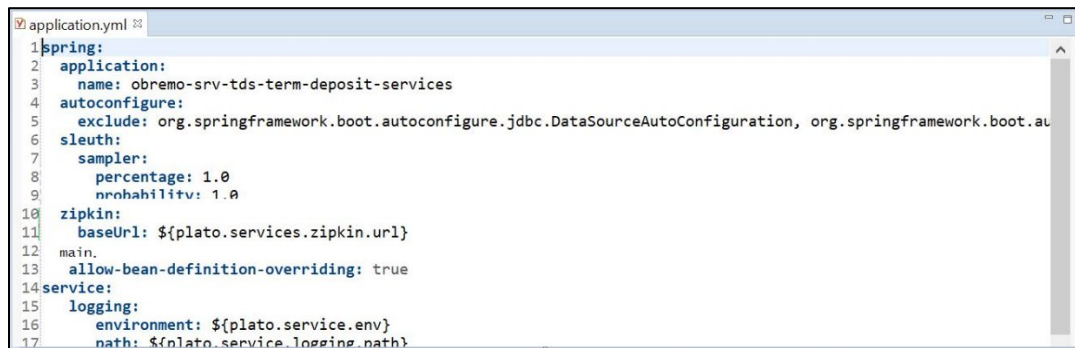 application.yml
1 spring:
2 application:
3 name: obremo-srv-tds-term-deposit-services
4 autoconfigure:
5 exclude: org.springframework.boot.autoconfigure.jdbc.DataSourceAutoConfiguration, org.springframework.boot.au
6 sleuth:
7 sampler:
8 percentage: 1.0
9 probability: 1.0
10 zipkin:
11 baseUrl: ${plato.services.zipkin.url}
12 main.
13 allow-bean-definition-overriding: true
14 service:
15 logging:
16 environment: ${plato.service.env}
17 path: ${plato.service.logging.path}